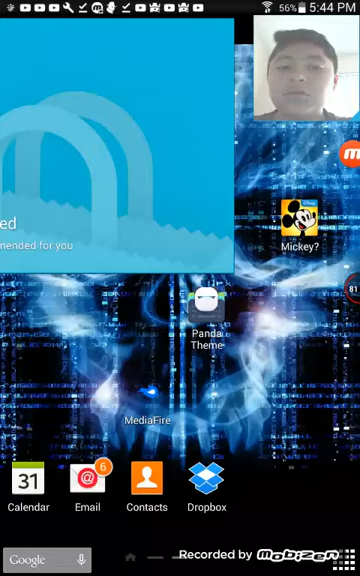 56% 5:44 PM
ed
mended for you
Mickey?
81
Panda
Theme
MediaFire
6
31
Calendar
Email
Contacts
Dropbox
Google
Recorded by Mobizen